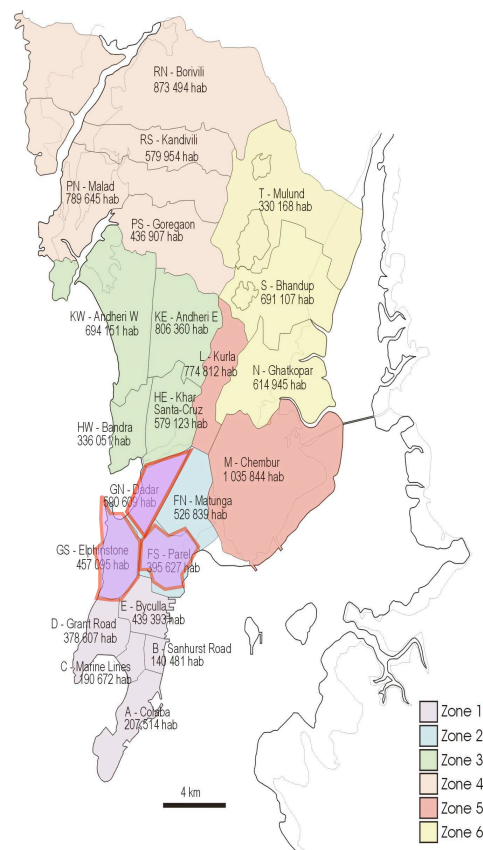 RN - Borivili
873 494 hab
RS - Kandivili
579 954 hab
PN - Malad
789 645 hab
PS - Goregaon
436 907 hab
T - Mulund
330 168 hab
S - Bhandup
691 107 hab
KW - Andheri W
694 151 hab
KE - Andheri E
806 360 hab
L - Kurla
774 812 hab
N - Ghatkopar
614 945 hab
HE - Khar
Santa-Cruz
579 123 hab
HW - Bandra
336 051 hab
M - Chembur
1 035 844 hab
GN - Dadar
hab
FN - Matunga
526 839 hab
GS - Elphinstone
457 095 hab
FS - Parel
395 627 hab
E - Byculla
439 393 hab
D - Grant Road
378 607 hab
B - Sanhurst Road
140 481 hab
C - Marine Lines
190 672 hab
A - Colaba
207 514 hab
4 km
Zone 1
Zone 2
Zone 3
Zone 4
Zone 5
Zone 6